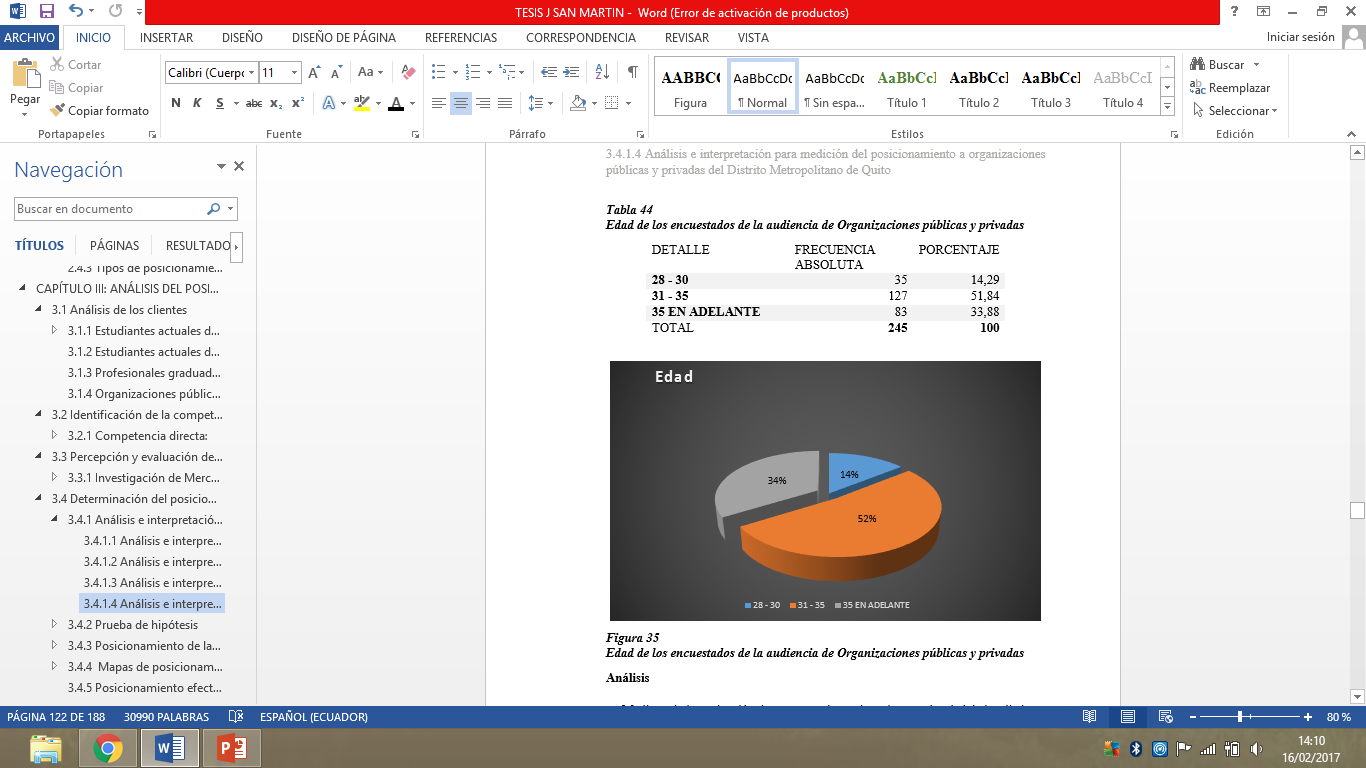 TESIS J SAN MARTIN - Word (Error de activación de productos)
ARCHIVO INICIO INSERTAR DISEÑO DISEÑO DE PÁGINA REFERENCIAS CORRESPONDENCIA REVISAR VISTA Iniciar sesión
Pegar
Cortar
Copiar
Copiar formato
Portapapeles
Calibri (Cuerpo 11
N K S abc x₂ x²
Fuente
Párrafo
AABBCC AaBbCcDc AaBbCcDc AaBbCcl AaBbCcl AaBbCcl AaBbCcD
Figura ¶ Normal ¶ Sin espa... Título 1 Título 2 Título 3 Título 4
Estilos
Buscar
Reemplazar
Seleccionar
Edición
Navegación
Buscar en documento
TÍTULOS PÁGINAS RESULTADO
2.4.3 Tipos de posicionamie...
CAPÍTULO III: ANÁLISIS DEL POSI...
3.1 Análisis de los clientes
3.1.1 Estudiantes actuales d...
3.1.2 Estudiantes actuales d...
3.1.3 Profesionales graduad...
3.1.4 Organizaciones públic...
3.2 Identificación de la compet...
3.2.1 Competencia directa:
3.3 Percepción y evaluación de...
3.3.1 Investigación de Merc...
3.4 Determinación del posicio...
3.4.1 Análisis e interpretació...
3.4.1.1 Análisis e interpre...
3.4.1.2 Análisis e interpre...
3.4.1.3 Análisis e interpre...
3.4.1.4 Análisis e interpre...
3.4.2 Prueba de hipótesis
3.4.3 Posicionamiento de la...
3.4.4 Mapas de posicionam...
3.4.5 Posicionamiento efect...
3.4.1.4 Análisis e interpretación para medición del posicionamiento a organizaciones
públicas y privadas del Distrito Metropolitano de Quito
Tabla 44
Edad de los encuestados de la audiencia de Organizaciones públicas y privadas
DETALLE FRECUENCIA PORCENTAJE
ABSOLUTA
28 - 30 35 14,29
31 - 35 127 51,84
35 EN ADELANTE 83 33,88
TOTAL 245 100
Edad
14%
34%
52%
28 - 30 31 - 35 35 EN ADELANTE
Figura 35
Edad de los encuestados de la audiencia de Organizaciones públicas y privadas
Análisis
PÁGINA 122 DE 188 30990 PALABRAS ESPAÑOL (ECUADOR) 80 %
14:10
16/02/2017